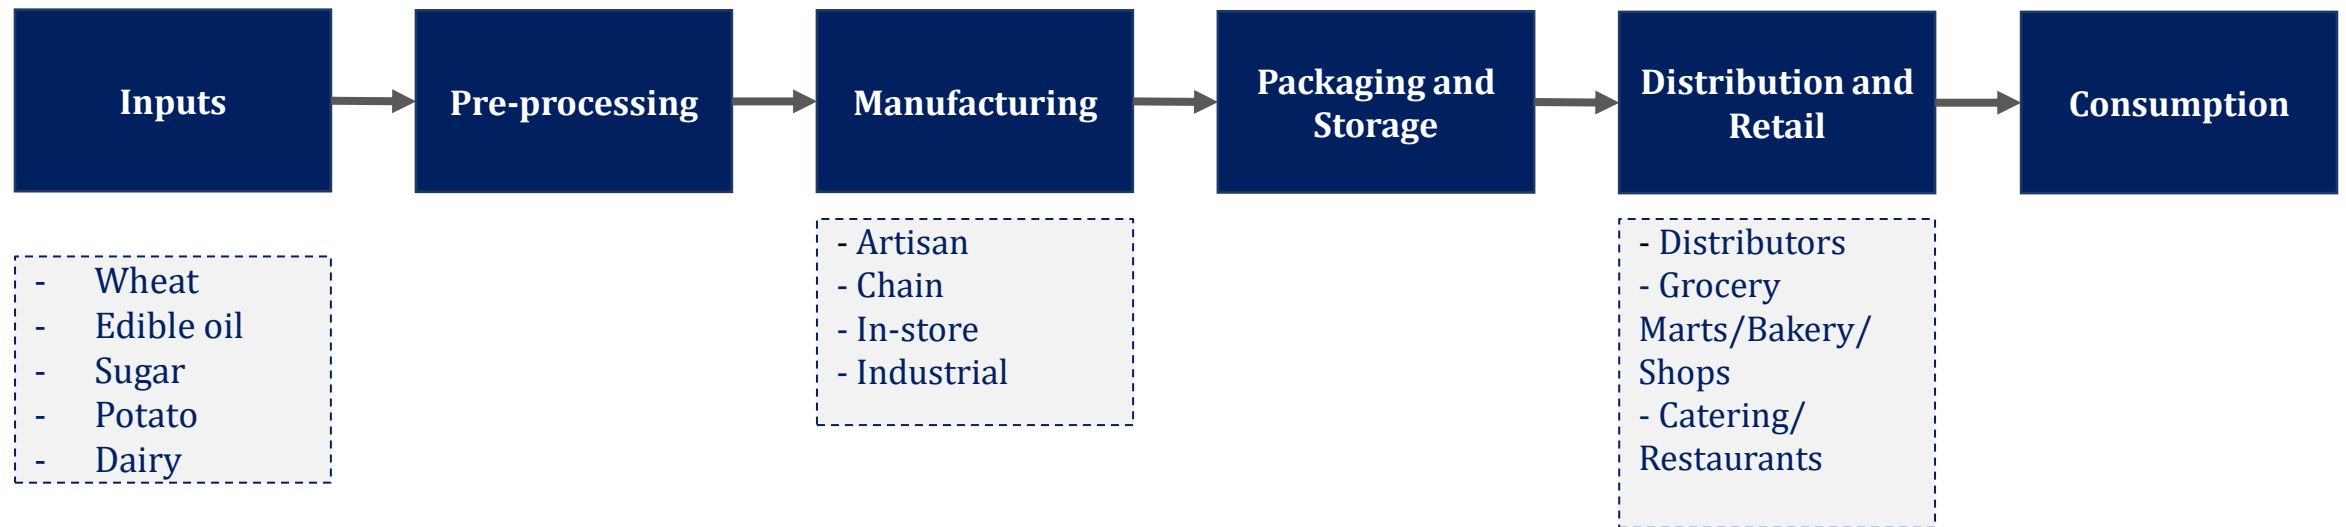 Inputs
Pre-processing
Manufacturing
Packaging and
Storage
Distribution and
Retail
Consumption
- Wheat
- Edible oil
- Sugar
- Potato
- Dairy
- Artisan
- Chain
- In-store
- Industrial
- Distributors
- Grocery
Marts/Bakery/
Shops
- Catering/
Restaurants